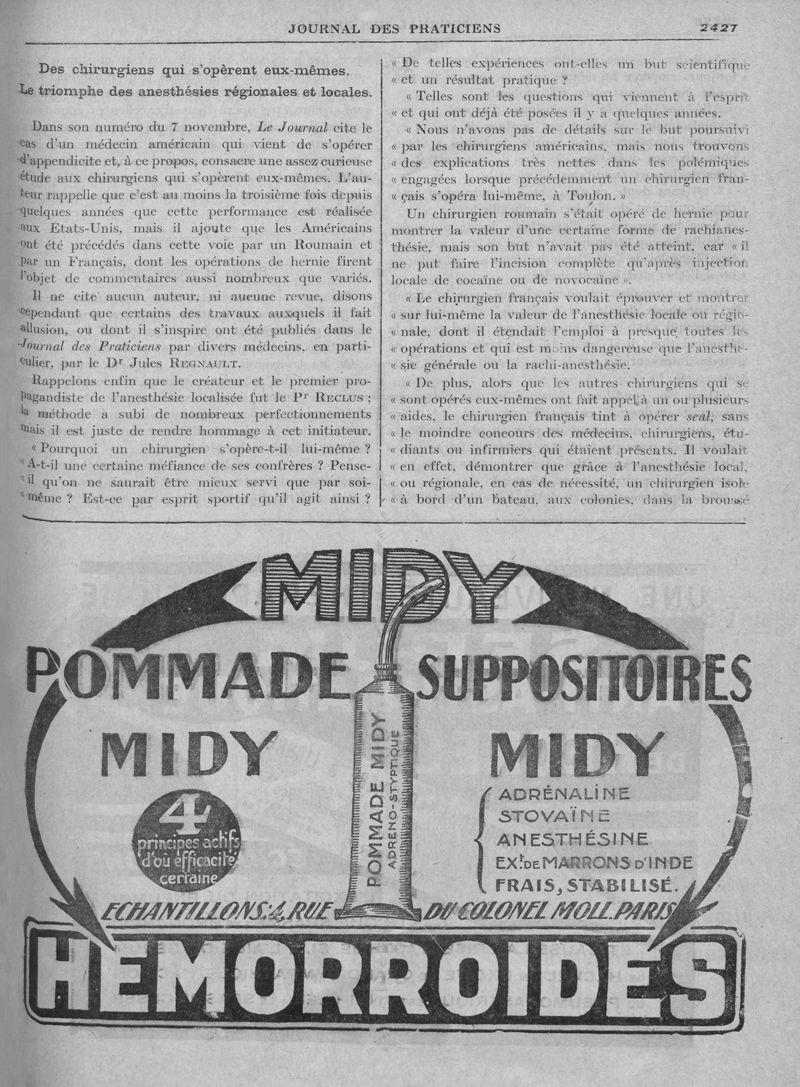 JOURNAL DES PRATICIENS
2427
Des chirurgiens qui s'opèrent eux-mêmes.
Le triomphe des anesthésies régionales et locales.
Dans son numéro du 7 novembre, Le Journal cite le
cas d'un médecin américain qui vient de s'opérer
d'appendicite et, à ce propos, consacre une assez curieuse
étude aux chirurgiens qui s'opèrent eux-mêmes. L'au-
teur rappelle que c'est au moins la troisième fois depuis
quelques années que cette performance est réalisée
aux Etats-Unis, mais il ajoute que les Américains
ont été précédés dans cette voie par un Roumain et
par un Français, dont les opérations de hernie firent
l'objet de commentaires aussi nombreux que variés.
Il ne cite aucun auteur, ni aucune revue, disons
cependant que certains des travaux auxquels il fait
allusion, ou dont il s'inspire ont été publiés dans le
Journal des Praticiens par divers médecins, en parti-
culier, par le Dr Jules REGNAULT.
Rappelons enfin que le créateur et le premier pro-
pagandiste de l'anesthésie localisée fut le Pr RECLUS ;
la méthode a subi de nombreux perfectionnements
mais il est juste de rendre hommage à cet initiateur.
« Pourquoi un chirurgien s'opère-t-il lui-même ?
« A-t-il une certaine méfiance de ses confrères ? Pense-
« il qu'on ne saurait être mieux servi que par soi-
« même ? Est-ce par esprit sportif qu'il agit ainsi ?
« De telles expériences ont-elles un but scientifique
« et un résultat pratique ?
« Telles sont les questions qui viennent à l'esprit
« et qui ont déjà été posées il y a quelques années.
« Nous n'avons pas de détails sur le but poursuivi
« par les chirurgiens américains, mais nous trouvons
« des explications très nettes dans les polémiques
« engagées lorsque précédemment un chirurgien fran-
« çais s'opéra lui-même, à Toulon. »
Un chirurgien roumain s'était opéré de hernie pour
montrer la valeur d'une certaine forme de rachianes-
thésie, mais son but n'avait pas été atteint, car « il
ne put faire l'incision complète qu'après injection
locale de cocaïne ou de novocaïne ».
« Le chirurgien français voulait éprouver et montrer
« sur lui-même la valeur de l'anesthésie locale ou régio-
« nale, dont il étendait l'emploi à presque toutes les
« opérations et qui est moins dangereuse que l'anesthé-
« sie générale ou la rachi-anesthésie.
« De plus, alors que les autres chirurgiens qui se
« sont opérés eux-mêmes ont fait appel à un ou plusieurs
« aides, le chirurgien français tint à opérer seal, sans
« le moindre concours des médecins, chirurgiens, étu-
« diants ou infirmiers qui étaient présents. Il voulait
« en effet, démontrer que grâce à l'anesthésie local,
« ou régionale, en cas de nécessité, un chirurgien isolé
« à bord d'un bateau, aux colonies, dans la brousse
MIDY
POMMADE
MIDY
4
principes actifs
d'où efficacité
certaine
POMMADE MIDY
ADRENO-STYPTIQUE
SUPPOSITOIRES
MIDY
ADRÉNALINE
STOVAÏNE
ANESTHÉSINE
EXt. DE MARRONS D'INDE
FRAIS, STABILISÉ.
ECHANTILLONS: 4, RUE DU COLONEL MOLL. PARIS
HÉMORROIDES